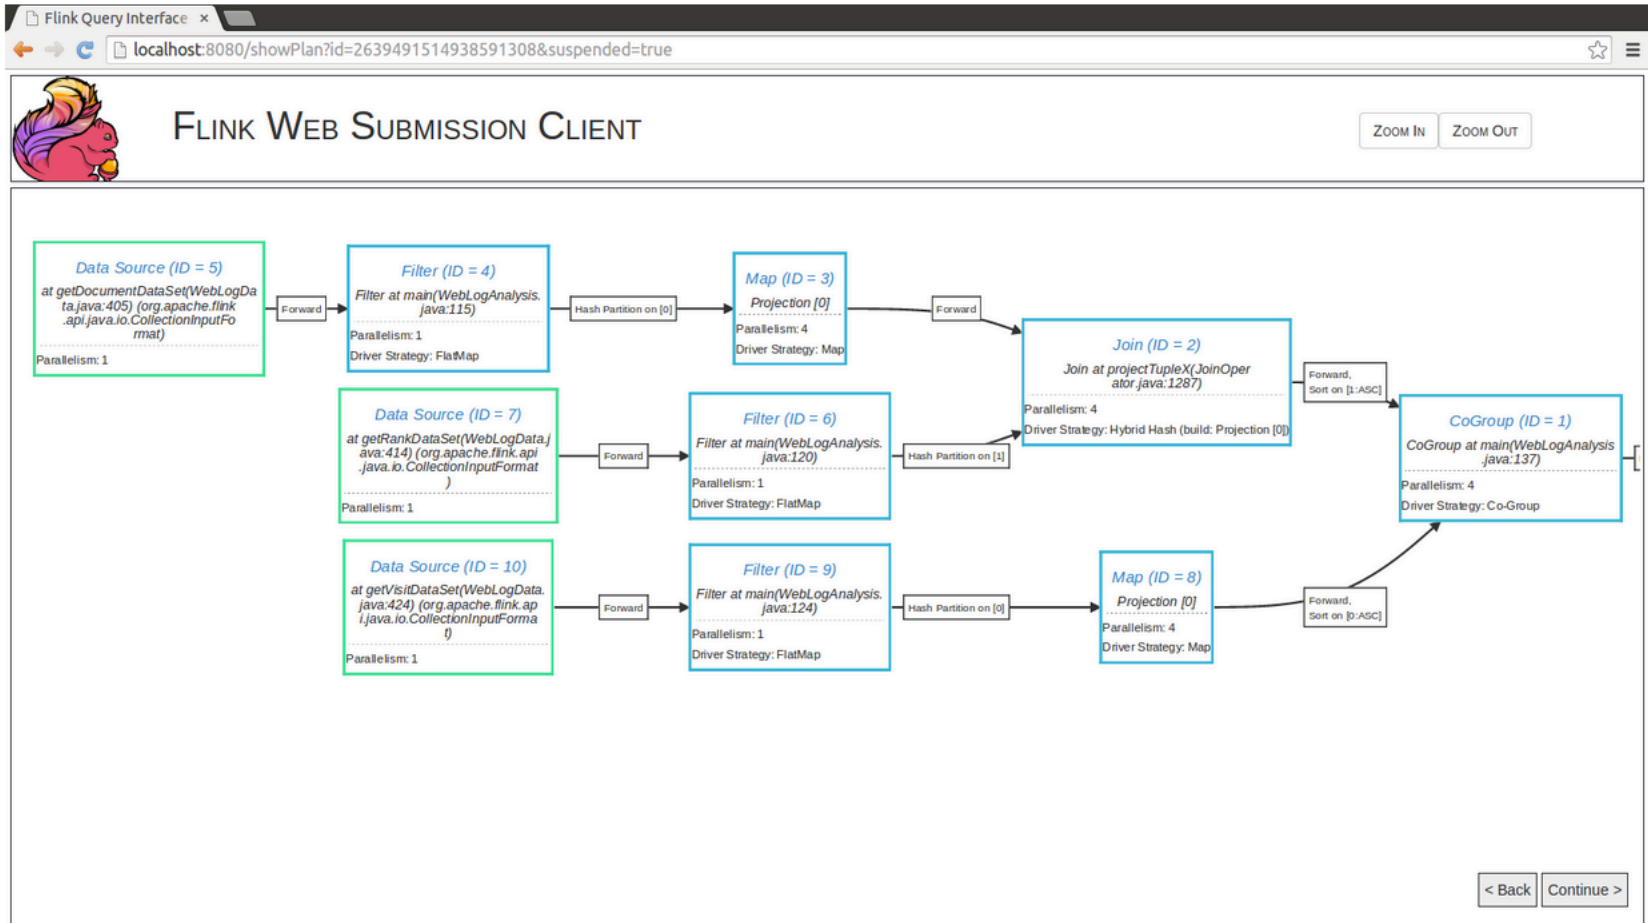 Flink Query Interface ×
localhost:8080/showPlan?id=2639491514938591308&suspended=true
FLINK WEB SUBMISSION CLIENT
ZOOM IN
ZOOM OUT
Data Source (ID = 5)
at getDocumentDataSet(WebLogDa
ta.java:405) (org.apache.flink
.api.java.io.CollectionInputFo
rmat)
Parallelism: 1
Forward
Filter (ID = 4)
Filter at main(WebLogAnalysis.
java:115)
Parallelism: 1
Driver Strategy: FlatMap
Hash Partition on [0]
Map (ID = 3)
Projection [0]
Parallelism: 4
Driver Strategy: Map
Forward
Join (ID = 2)
Join at projectTupleX(JoinOper
ator.java:1287)
Parallelism: 4
Driver Strategy: Hybrid Hash (build: Projection [0])
Forward,
Sort on [1:ASC]
CoGroup (ID = 1)
CoGroup at main(WebLogAnalysis
.java:137)
Parallelism: 4
Driver Strategy: Co-Group
Data Source (ID = 7)
at getRankDataSet(WebLogData.j
ava:414) (org.apache.flink.api
.java.io.CollectionInputFormat
)
Parallelism: 1
Forward
Filter (ID = 6)
Filter at main(WebLogAnalysis.
java:120)
Parallelism: 1
Driver Strategy: FlatMap
Hash Partition on [1]
Data Source (ID = 10)
at getVisitDataSet(WebLogData.
java:424) (org.apache.flink.ap
i.java.io.CollectionInputForma
t)
Parallelism: 1
Forward
Filter (ID = 9)
Filter at main(WebLogAnalysis.
java:124)
Parallelism: 1
Driver Strategy: FlatMap
Hash Partition on [0]
Map (ID = 8)
Projection [0]
Parallelism: 4
Driver Strategy: Map
Forward,
Sort on [0:ASC]
< Back
Continue >